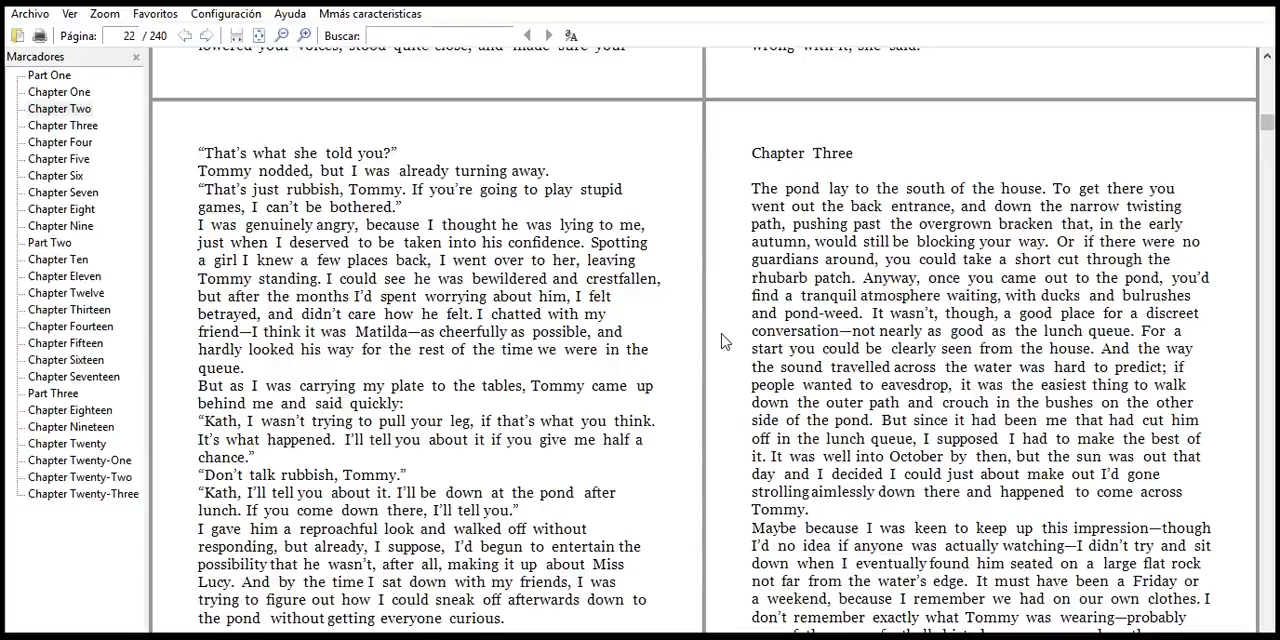 Archivo Ver Zoom Favoritos Configuración Ayuda Mmás caracteristicas
Página: 22 / 240 Buscar:
Marcadores
Part One
Chapter One
Chapter Two
Chapter Three
Chapter Four
Chapter Five
Chapter Six
Chapter Seven
Chapter Eight
Chapter Nine
Part Two
Chapter Ten
Chapter Eleven
Chapter Twelve
Chapter Thirteen
Chapter Fourteen
Chapter Fifteen
Chapter Sixteen
Chapter Seventeen
Part Three
Chapter Eighteen
Chapter Nineteen
Chapter Twenty
Chapter Twenty-One
Chapter Twenty-Two
Chapter Twenty-Three
lowered your voices, stood quite close, and made sure your
“That’s what she told you?”
Tommy nodded, but I was already turning away.
“That’s just rubbish, Tommy. If you’re going to play stupid
games, I can’t be bothered.”
I was genuinely angry, because I thought he was lying to me,
just when I deserved to be taken into his confidence. Spotting
a girl I knew a few places back, I went over to her, leaving
Tommy standing. I could see he was bewildered and crestfallen,
but after the months I’d spent worrying about him, I felt
betrayed, and didn’t care how he felt. I chatted with my
friend—I think it was Matilda—as cheerfully as possible, and
hardly looked his way for the rest of the time we were in the
queue.
But as I was carrying my plate to the tables, Tommy came up
behind me and said quickly:
“Kath, I wasn’t trying to pull your leg, if that’s what you think.
It’s what happened. I’ll tell you about it if you give me half a
chance.”
“Don’t talk rubbish, Tommy.”
“Kath, I’ll tell you about it. I’ll be down at the pond after
lunch. If you come down there, I’ll tell you.”
I gave him a reproachful look and walked off without
responding, but already, I suppose, I’d begun to entertain the
possibility that he wasn’t, after all, making it up about Miss
Lucy. And by the time I sat down with my friends, I was
trying to figure out how I could sneak off afterwards down to
the pond without getting everyone curious.
wrong with it, she said.
Chapter Three
The pond lay to the south of the house. To get there you
went out the back entrance, and down the narrow twisting
path, pushing past the overgrown bracken that, in the early
autumn, would still be blocking your way. Or if there were no
guardians around, you could take a short cut through the
rhubarb patch. Anyway, once you came out to the pond, you’d
find a tranquil atmosphere waiting, with ducks and bulrushes
and pond-weed. It wasn’t, though, a good place for a discreet
conversation—not nearly as good as the lunch queue. For a
start you could be clearly seen from the house. And the way
the sound travelled across the water was hard to predict; if
people wanted to eavesdrop, it was the easiest thing to walk
down the outer path and crouch in the bushes on the other
side of the pond. But since it had been me that had cut him
off in the lunch queue, I supposed I had to make the best of
it. It was well into October by then, but the sun was out that
day and I decided I could just about make out I’d gone
strolling aimlessly down there and happened to come across
Tommy.
Maybe because I was keen to keep up this impression—though
I’d no idea if anyone was actually watching—I didn’t try and sit
down when I eventually found him seated on a large flat rock
not far from the water’s edge. It must have been a Friday or
a weekend, because I remember we had on our own clothes. I
don’t remember exactly what Tommy was wearing—probably